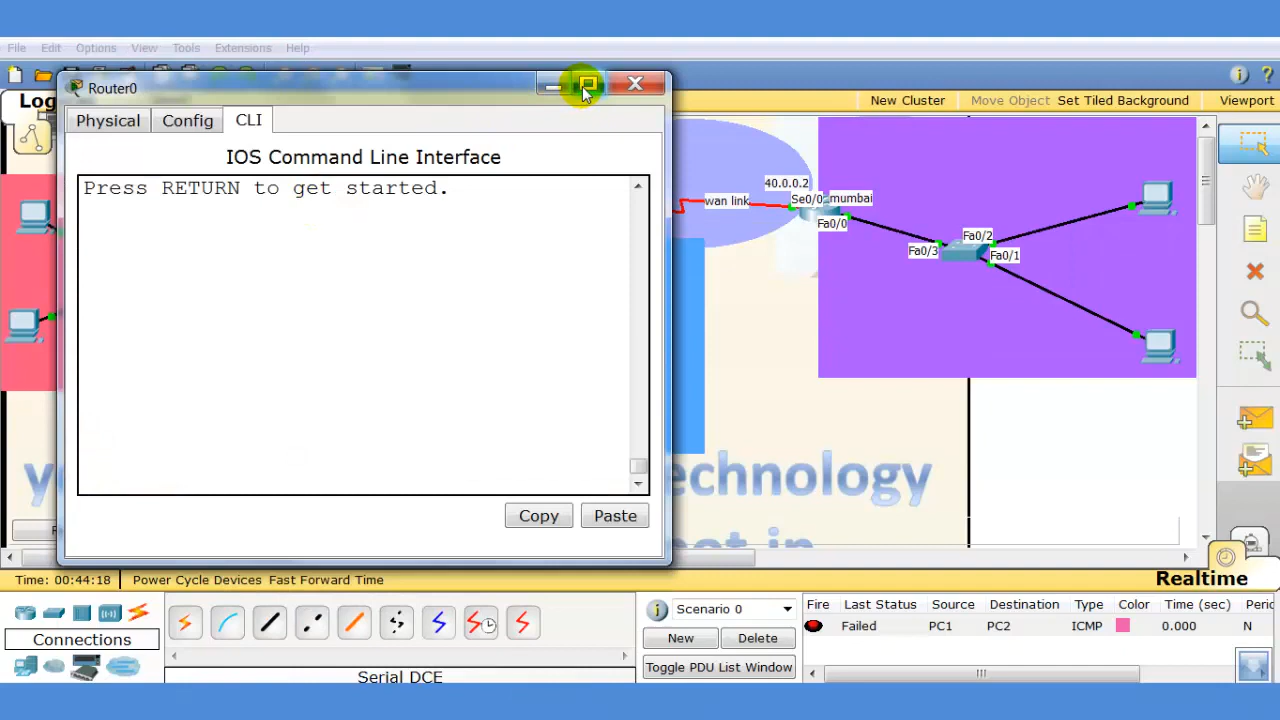 File Edit Options View Tools Extensions Help
Router0
Log
New Cluster
Move Object
Set Tiled Background
Viewport
Physical
Config
CLI
IOS Command Line Interface
Press RETURN to get started.
40.0.0.2
wan link
Se0/0
mumbai
Fa0/0
Fa0/2
Fa0/3
Fa0/1
echnology
Copy
Paste
Time: 00:44:18
Power Cycle Devices Fast Forward Time
Realtime
Scenario 0
Fire Last Status Source Destination Type Color Time (sec) Perio
Failed PC1 PC2 ICMP 0.000 N
Connections
New
Delete
Toggle PDU List Window
Serial DCE